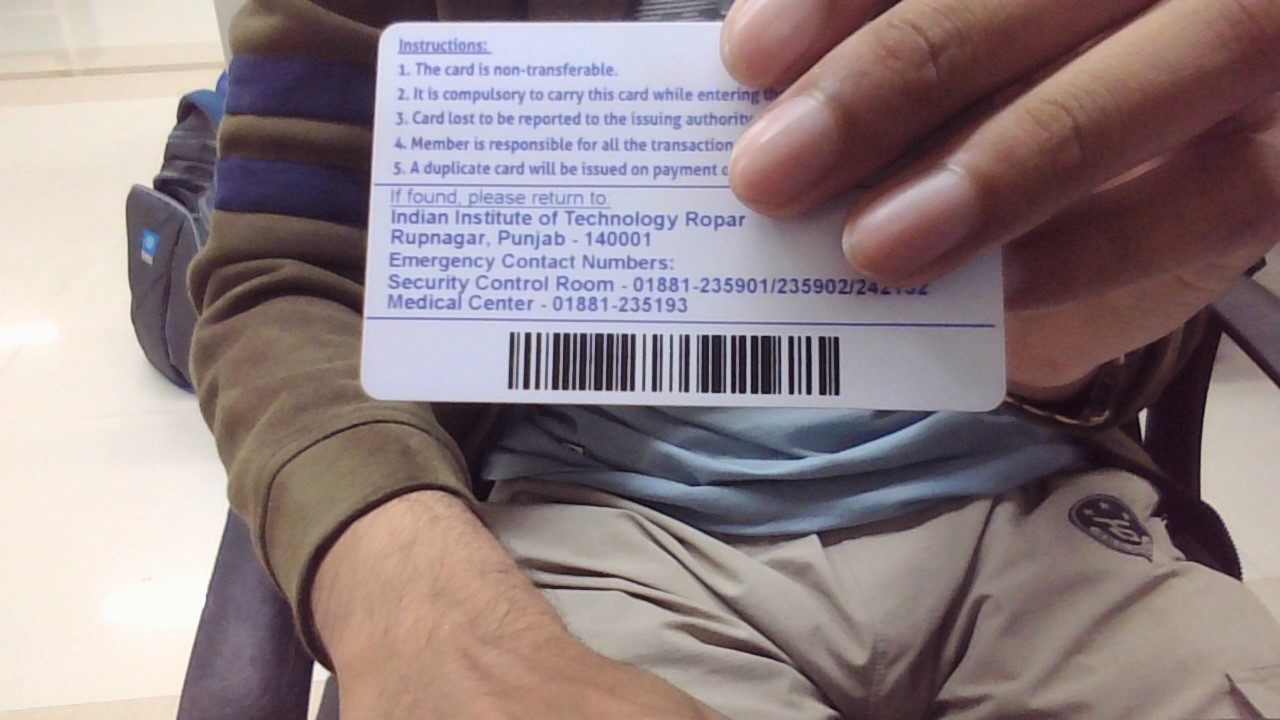 Instructions:
1. The card is non-transferable.
2. It is compulsory to carry this card while entering
3. Card lost to be reported to the issuing authority
4. Member is responsible for all the transaction
5. A duplicate card will be issued on payment
If found, please return to:
Indian Institute of Technology Ropar
Rupnagar, Punjab - 140001
Emergency Contact Numbers:
Security Control Room - 01881-235901/235902/
Medical Center - 01881-235193